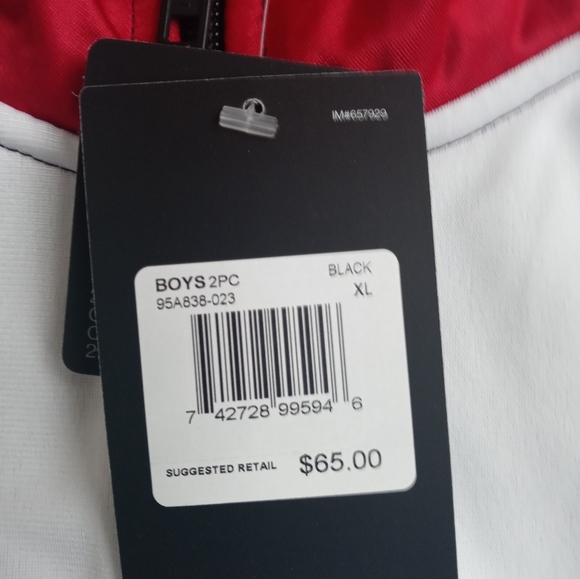 IM#657929
BOYS 2PC BLACK
95A838-023 XL
7 42728 99594 6
SUGGESTED RETAIL $65.00